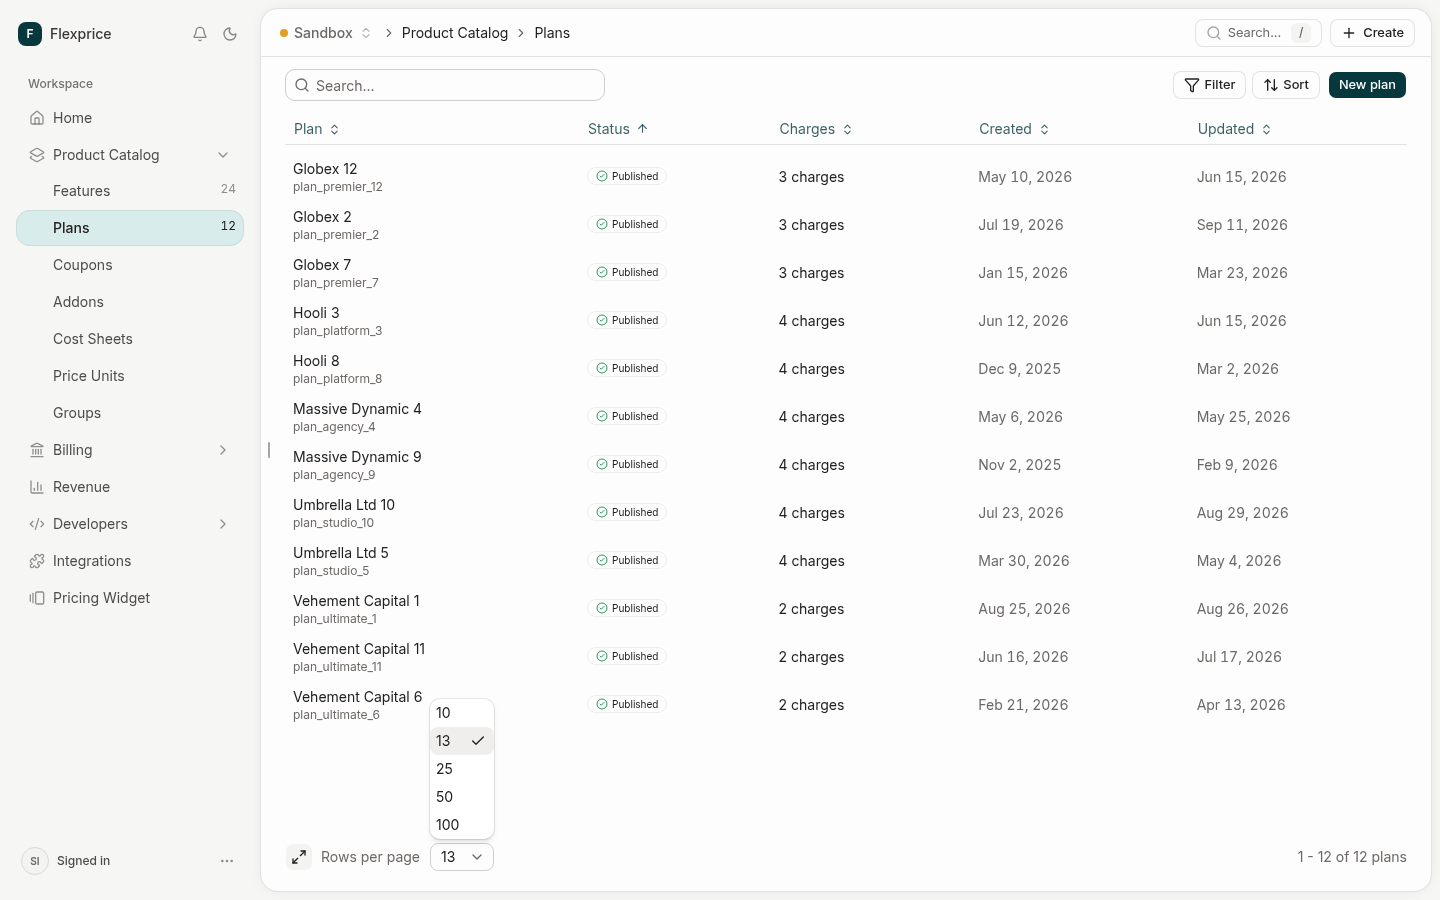 F Flexprice
Workspace
Home
Product Catalog
Features 24
Plans 12
Coupons
Addons
Cost Sheets
Price Units
Groups
Billing
Revenue
Developers
Integrations
Pricing Widget
SI Signed in
Sandbox Product Catalog Plans
Search... /
Create
Search...
Filter Sort New plan
Plan Status Charges Created Updated
Globex 12
plan_premier_12
Published 3 charges May 10, 2026 Jun 15, 2026
Globex 2
plan_premier_2
Published 3 charges Jul 19, 2026 Sep 11, 2026
Globex 7
plan_premier_7
Published 3 charges Jan 15, 2026 Mar 23, 2026
Hooli 3
plan_platform_3
Published 4 charges Jun 12, 2026 Jun 15, 2026
Hooli 8
plan_platform_8
Published 4 charges Dec 9, 2025 Mar 2, 2026
Massive Dynamic 4
plan_agency_4
Published 4 charges May 6, 2026 May 25, 2026
Massive Dynamic 9
plan_agency_9
Published 4 charges Nov 2, 2025 Feb 9, 2026
Umbrella Ltd 10
plan_studio_10
Published 4 charges Jul 23, 2026 Aug 29, 2026
Umbrella Ltd 5
plan_studio_5
Published 4 charges Mar 30, 2026 May 4, 2026
Vehement Capital 1
plan_ultimate_1
Published 2 charges Aug 25, 2026 Aug 26, 2026
Vehement Capital 11
plan_ultimate_11
Published 2 charges Jun 16, 2026 Jul 17, 2026
Vehement Capital 6
plan_ultimate_6
Published 2 charges Feb 21, 2026 Apr 13, 2026
10
13
25
50
100
Rows per page 13
1 - 12 of 12 plans